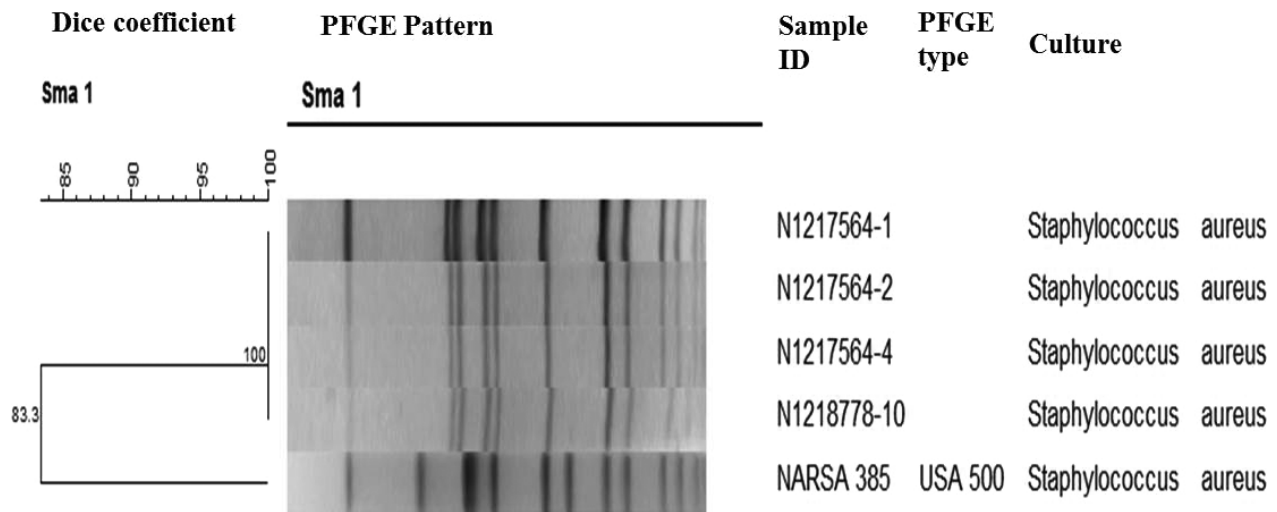 Dice coefficient PFGE Pattern Sample ID PFGE type Culture
Sma 1 Sma 1
85 90 95 100
N1217564-1 Staphylococcus aureus
N1217564-2 Staphylococcus aureus
100 N1217564-4 Staphylococcus aureus
83.3 N1218778-10 Staphylococcus aureus
NARSA 385 USA 500 Staphylococcus aureus